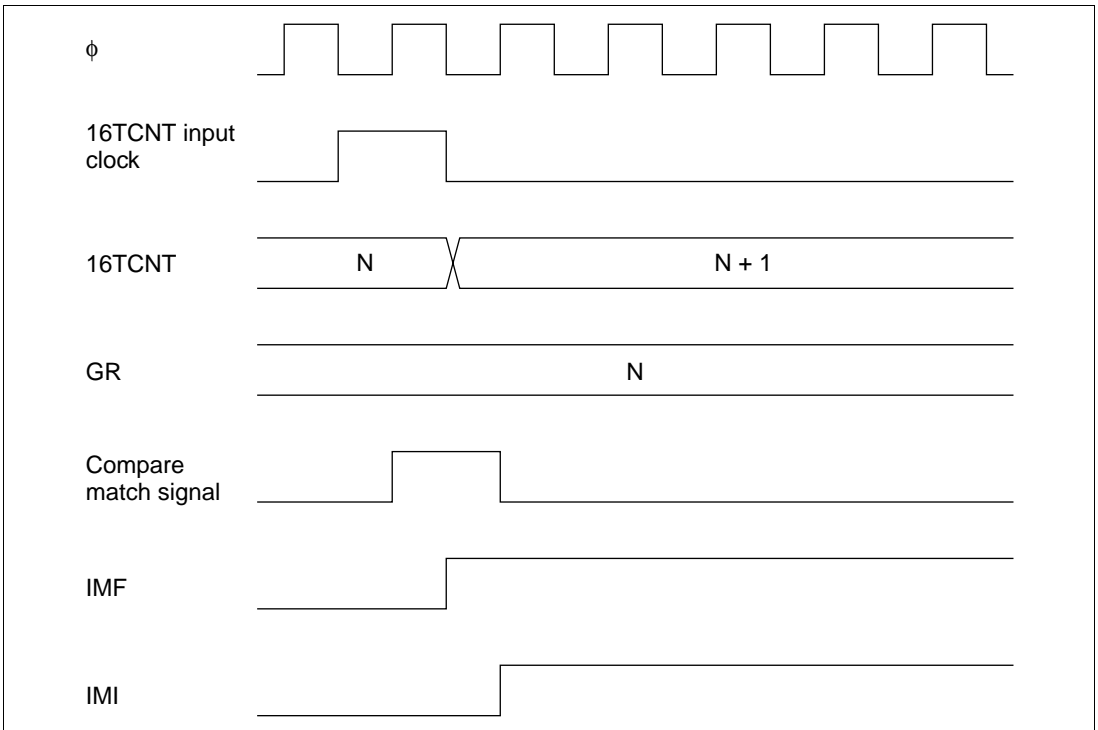 ϕ
16TCNT input
clock
16TCNT
N
N + 1
GR
N
Compare
match signal
IMF
IMI